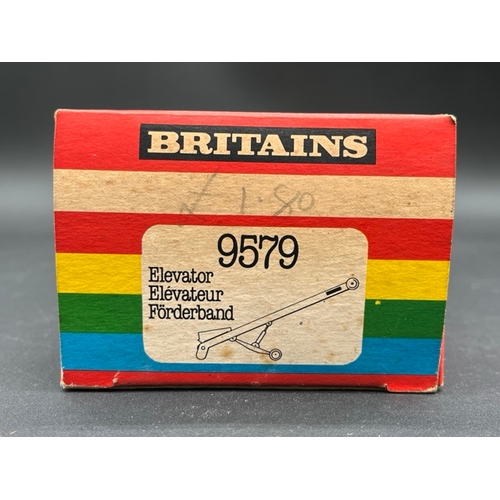 BRITAINS
£ 1.80
9579
Elevator
Elévateur
Förderband